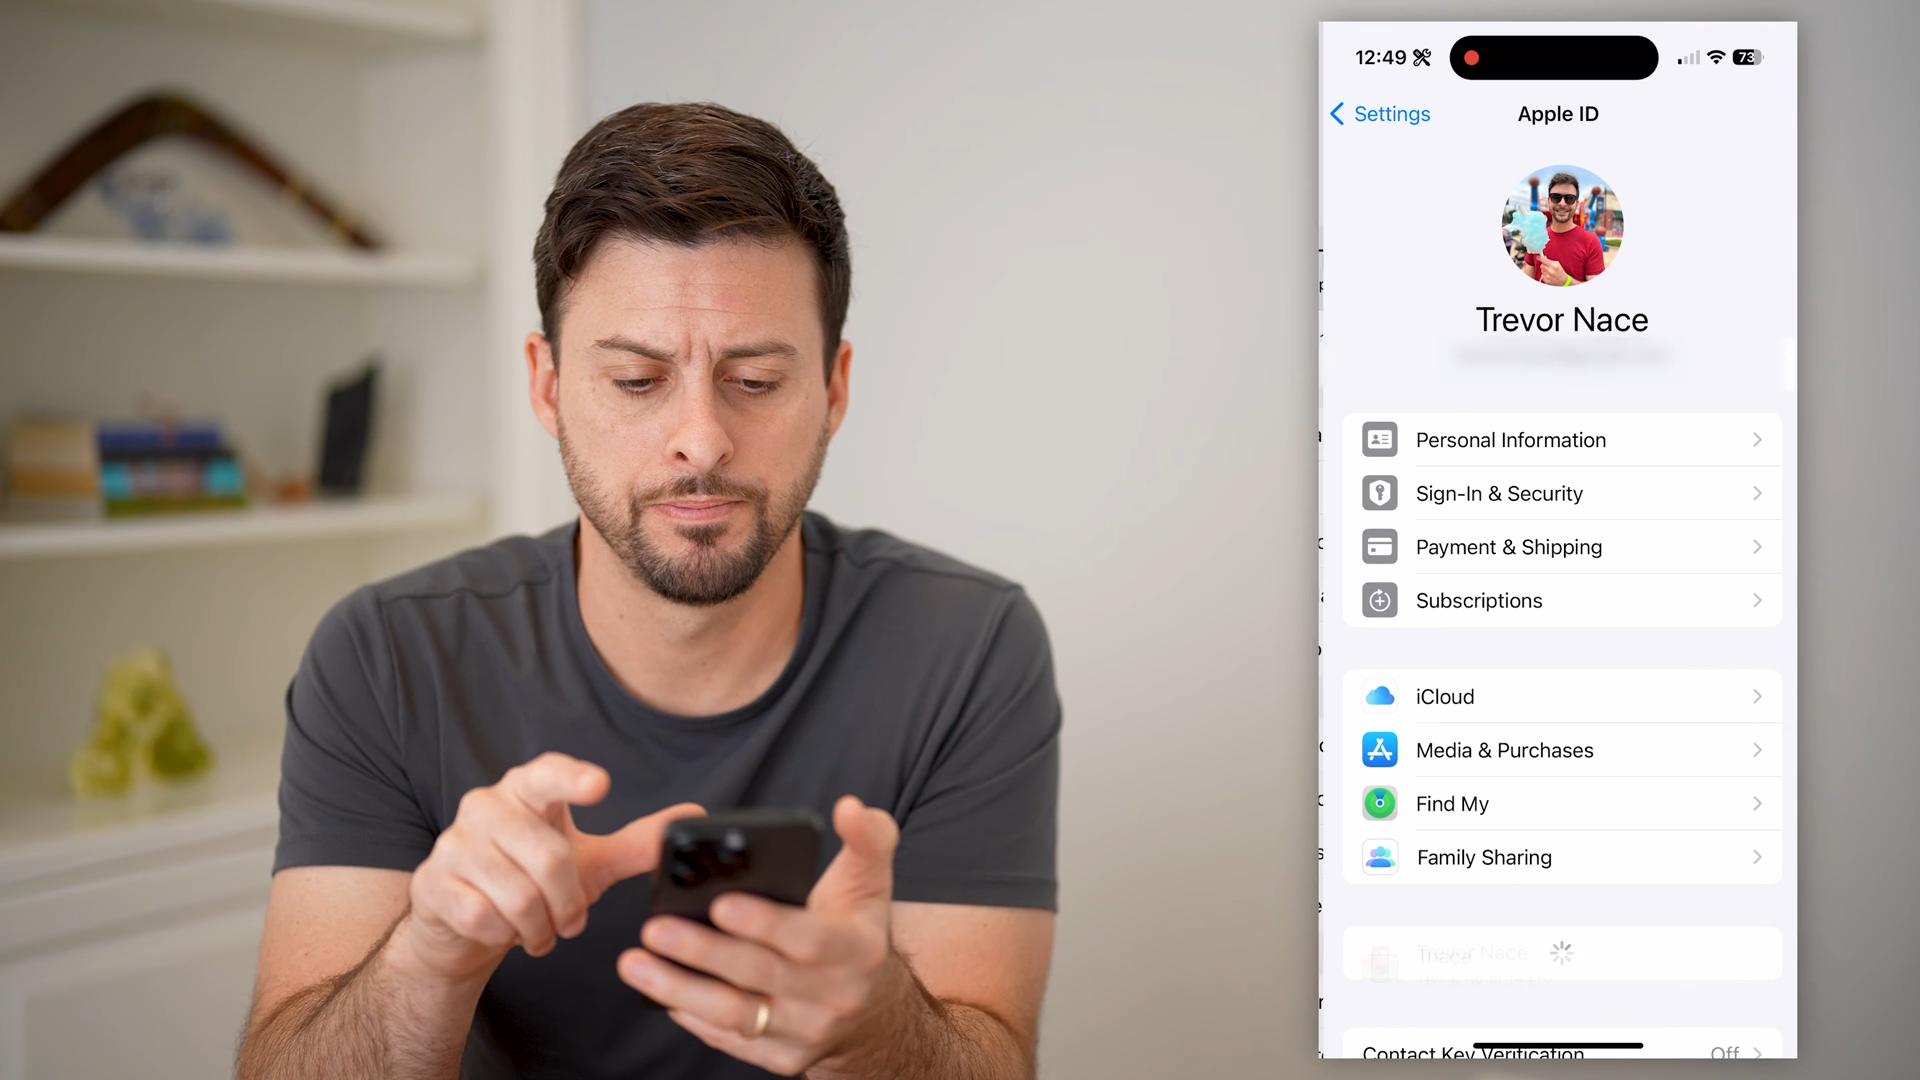 12:49
73
Settings
Apple ID
Trevor Nace
Personal Information
Sign-In & Security
Payment & Shipping
Subscriptions
iCloud
Media & Purchases
Find My
Family Sharing
Trevor Nace
Contact Key Verification
Off